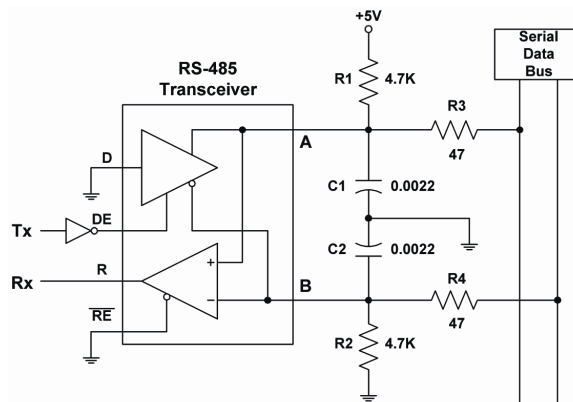 +5V
Serial
Data
Bus
RS-485
Transceiver
R1
4.7K
R3
47
A
D
C1
0.0022
Tx
DE
C2
0.0022
Rx
R
+
B
R4
47
−
RE
R2
4.7K